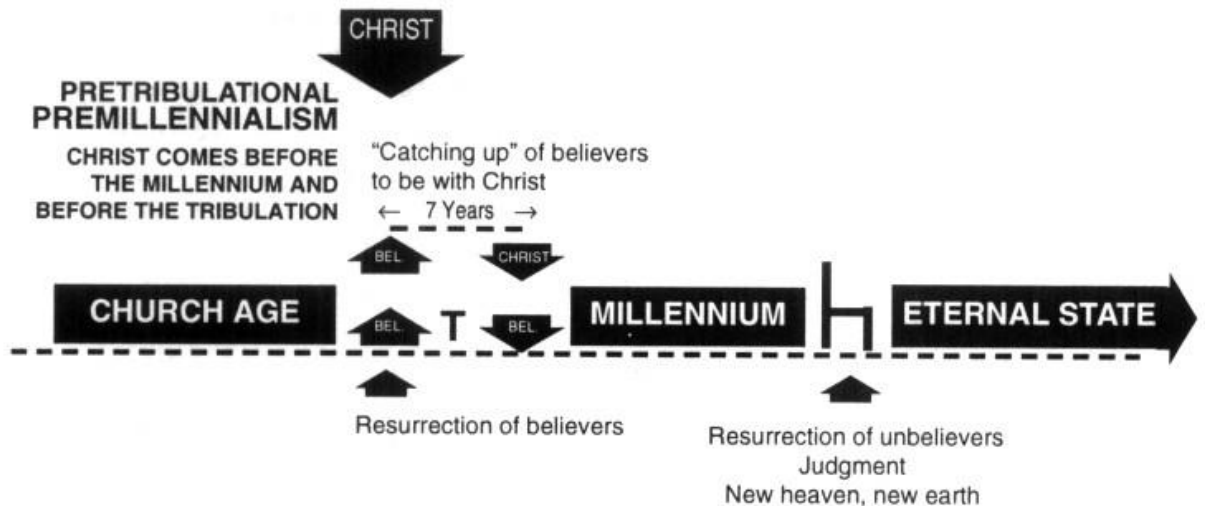 CHRIST
PRETRIBULATIONAL
PREMILLENNIALISM
CHRIST COMES BEFORE
THE MILLENNIUM AND
BEFORE THE TRIBULATION
"Catching up" of believers
to be with Christ
← 7 Years →
BEL.
CHRIST
CHURCH AGE
BEL.
T
BEL.
MILLENNIUM
ETERNAL STATE
Resurrection of believers
Resurrection of unbelievers
Judgment
New heaven, new earth